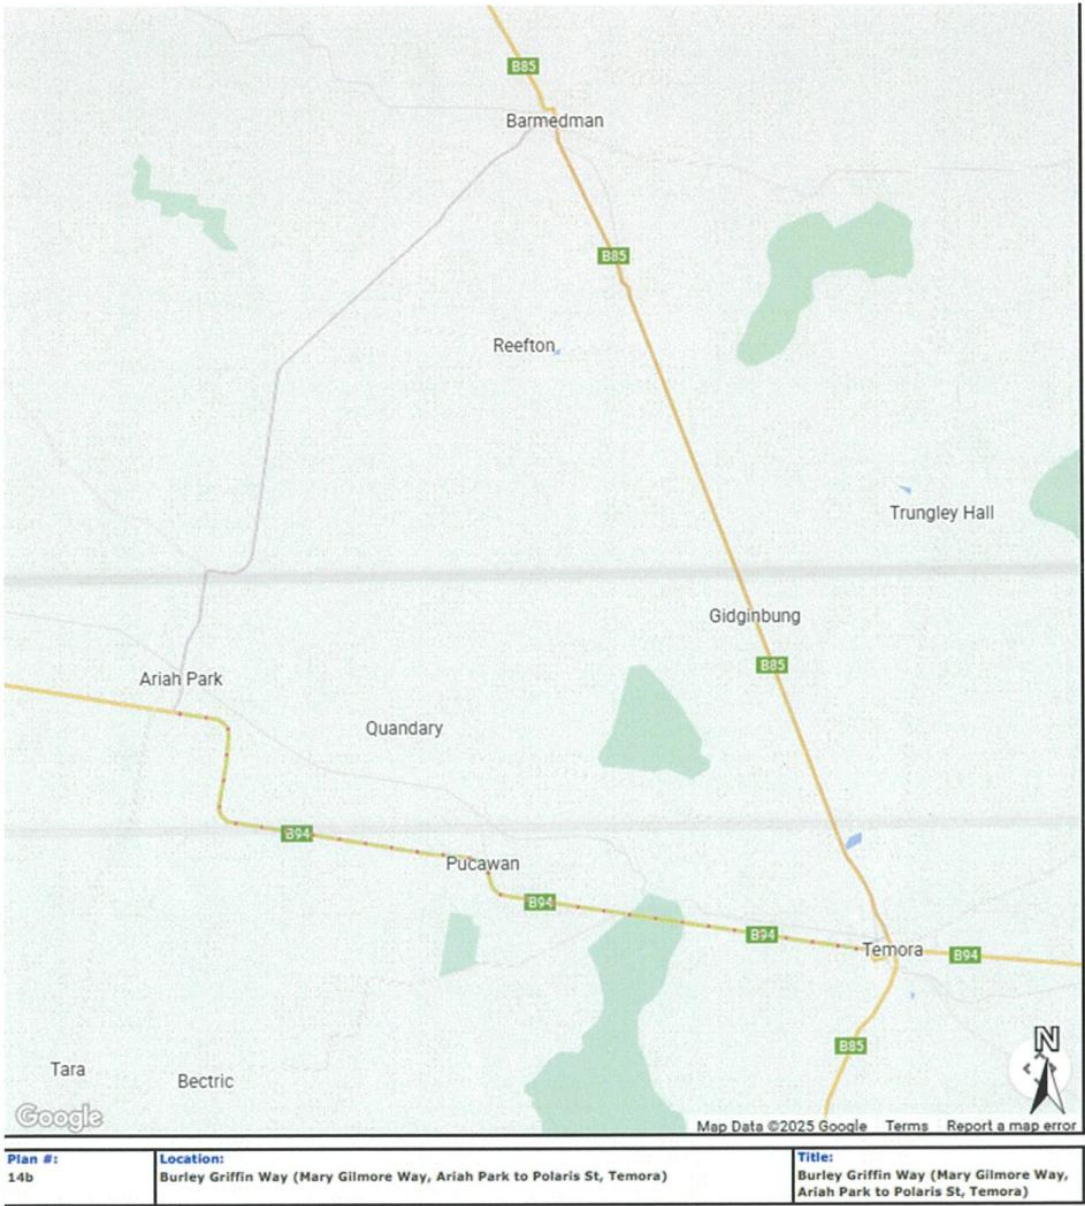 B85
Barmedman
B85
Reefton
Trungley Hall
Gidginbung
B85
Ariah Park
Quandary
B94
Pucawan
B94
B94
Temora
B94
B85
N
Tara
Bectric
Google
Map Data ©2025 Google Terms Report a map error
Plan #:
14b
Location:
Burley Griffin Way (Mary Gilmore Way, Ariah Park to Polaris St, Temora)
Title:
Burley Griffin Way (Mary Gilmore Way,
Ariah Park to Polaris St, Temora)